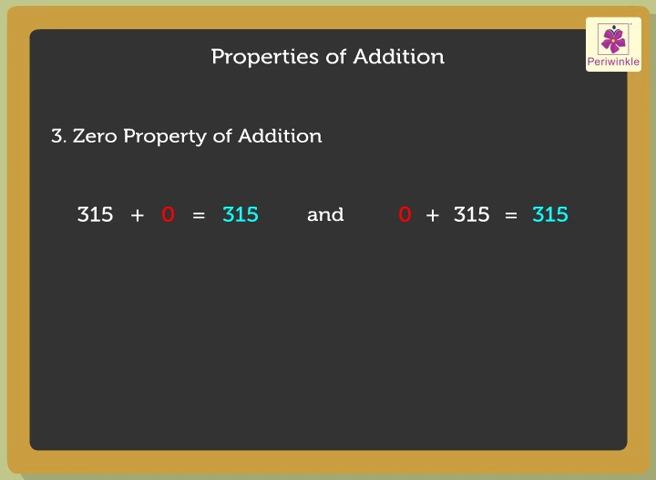 Properties of Addition
Periwinkle
3. Zero Property of Addition
315 + 0 = 315 and 0 + 315 = 315